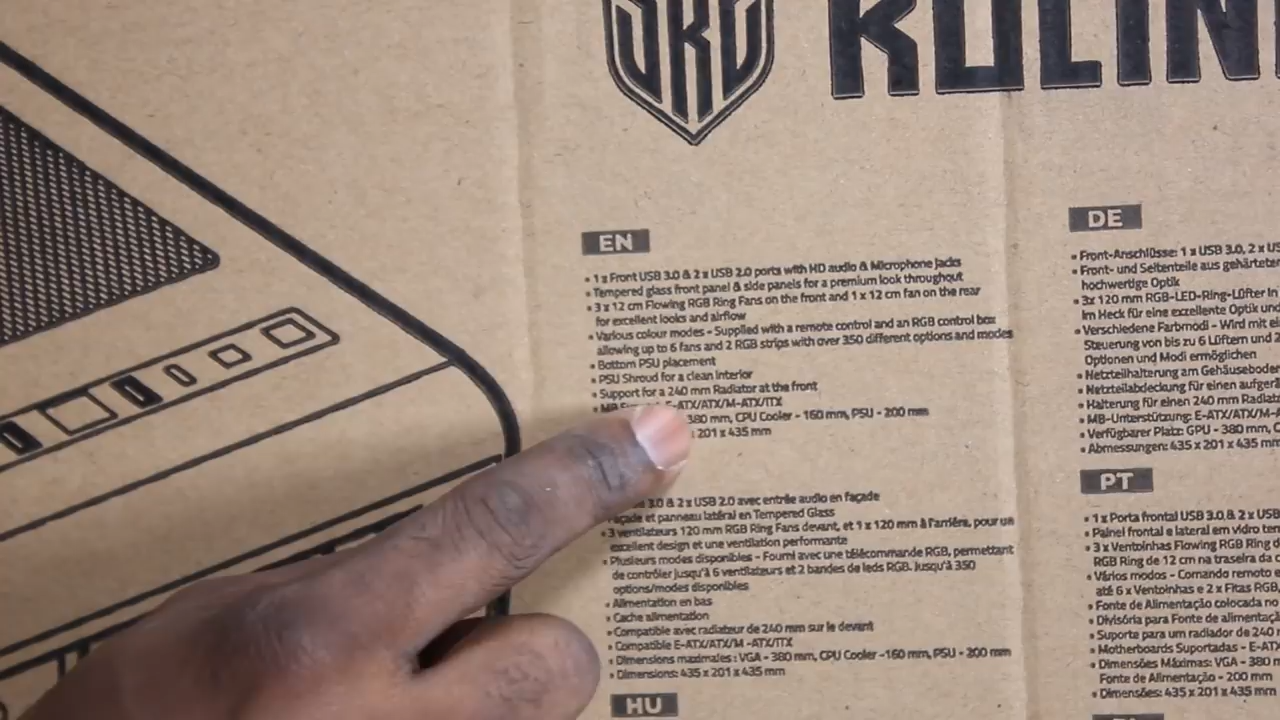 EN
• 1 x Front USB 3.0 & 2 x USB 2.0 ports with HD audio & Microphone Jacks
• Tempered glass front panel & side panels for a premium look throughout
• 3 x 12 cm Flowing RGB Ring Fans on the front and 1 x 12 cm fan on the rear
for excellent looks and airflow
• Various colour modes - Supplied with a remote control and an RGB control box
allowing up to 6 fans and 2 RGB strips with over 350 different options and modes
• Bottom PSU placement
• PSU Shroud for a clean interior
• Support for a 240 mm Radiator at the front
• MB E-ATX/ATX/M-ATX/ITX
380 mm, CPU Cooler - 160 mm, PSU - 200 mm
201 x 435 mm
3.0 & 2 x USB 2.0 avec entrée audio en façade
Façade et panneau latéral en Tempered Glass
• 3 ventilateurs 120 mm RGB Ring Fans devant, et 1 x 120 mm à l'arrière, pour un
excellent design et une ventilation performante
• Plusieurs modes disponibles - Fourni avec une télécommande RGB, permettant
de contrôler jusqu'à 6 ventilateurs et 2 bandes de leds RGB. Jusqu'à 350
options/modes disponibles
• Alimentation en bas
• Cache alimentation
• Compatible avec radiateur de 240 mm sur le devant
• Compatible E-ATX/ATX/M -ATX/ITX
• Dimensions maximales : VGA - 380 mm, CPU Cooler -160 mm, PSU - 200 mm
• Dimensions: 435 x 201 x 435 mm
HU
DE
• Front-Anschlüsse: 1 x USB 3.0, 2 x
• Front- und Seitenteile aus
hochwertige Optik
• 3x 120 mm RGB-LED-Ring-Lüfter in
im Heck für eine exzellente Optik
• Verschiedene Farbmodi - Wird mit
Steuerung von bis zu 6 Lüftern und
Optionen und Modi ermöglichen
• Netzteilhalterung am
• Netzteilabdeckung für einen
• Halterung für einen 240 mm
• MB-Unterstützung: E-ATX/ATX/M-
• Verfügbarer Platz: GPU - 380 mm,
• Abmessungen: 435 x 201 x 435 mm
PT
• 1 x Porta frontal USB 3.0 & 2 x
• Painel frontal e lateral em vidro
• 3 x Ventoinhas Flowing RGB Ring
RGB Ring de 12 cm na traseira da
• Vários modos - Comando remoto e
até 6 x Ventoinhas e 2 x Fitas RGB,
• Fonte de Alimentação colocada no
• Divisória para Fonte de
• Suporte para um radiador de 240
• Motherboards Suportadas -
• Dimensões Máximas: VGA - 380
Fonte de Alimentação - 200 mm
• Dimensões: 435 x 201 x 435 mm